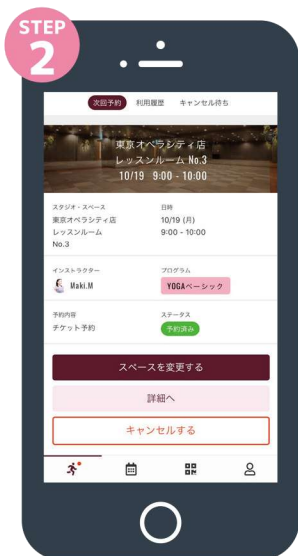 STEP
2
次回予約 利用履歴 キャンセル待ち
東京オペラシティ店
レッスンルーム No.3
10/19 9:00 - 10:00
スタジオ・スペース 日時
東京オペラシティ店 10/19 (月)
レッスンルーム 9:00 - 10:00
No.3
インストラクター プログラム
Maki.M YOGAベーシック
予約内容 ステータス
チケット予約 予約済み
スペースを変更する
詳細へ
キャンセルする